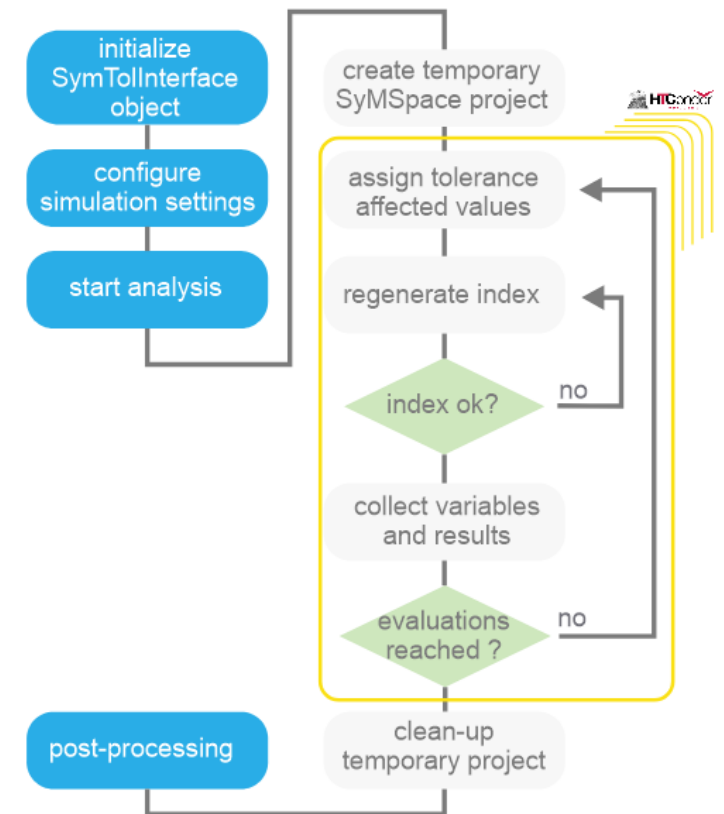 initialize
SymTolInterface
object
configure
simulation settings
start analysis
create temporary
SyMSpace project
HTCondor
assign tolerance
affected values
regenerate index
index ok?
no
collect variables
and results
evaluations
reached ?
no
clean-up
temporary project
post-processing